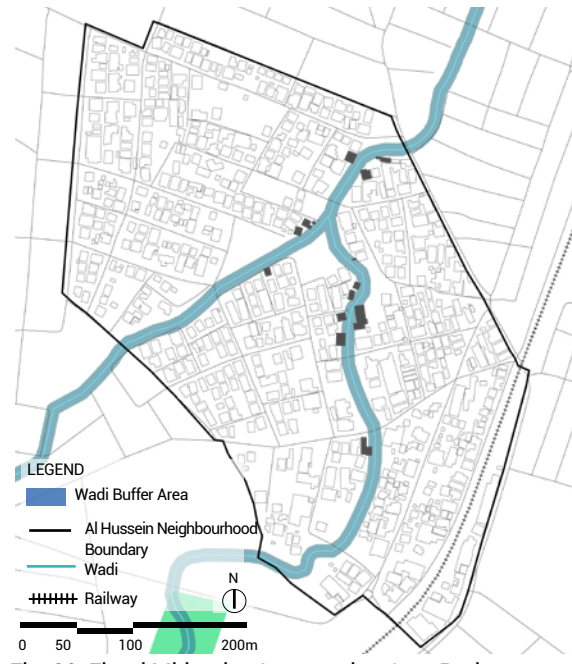 LEGEND
Wadi Buffer Area
Al Hussein Neighbourhood
Boundary
Wadi
Railway
N
0 50 100 200m